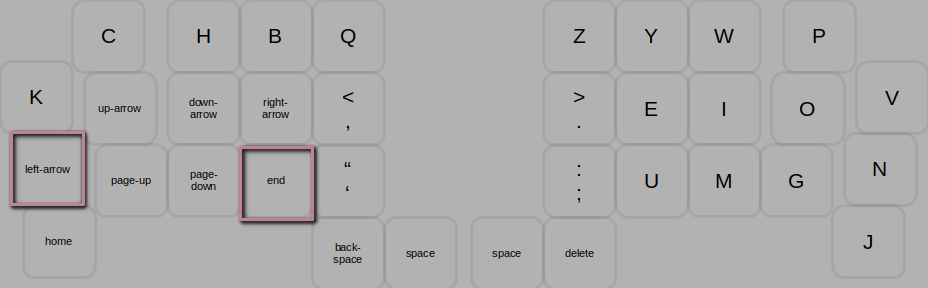 C H B Q Z Y W P
K up-arrow down-
arrow right-
arrow <
, >
. E I O V
left-arrow page-up page-
down end “
‘ :
; U M G N
home back-
space space space delete J